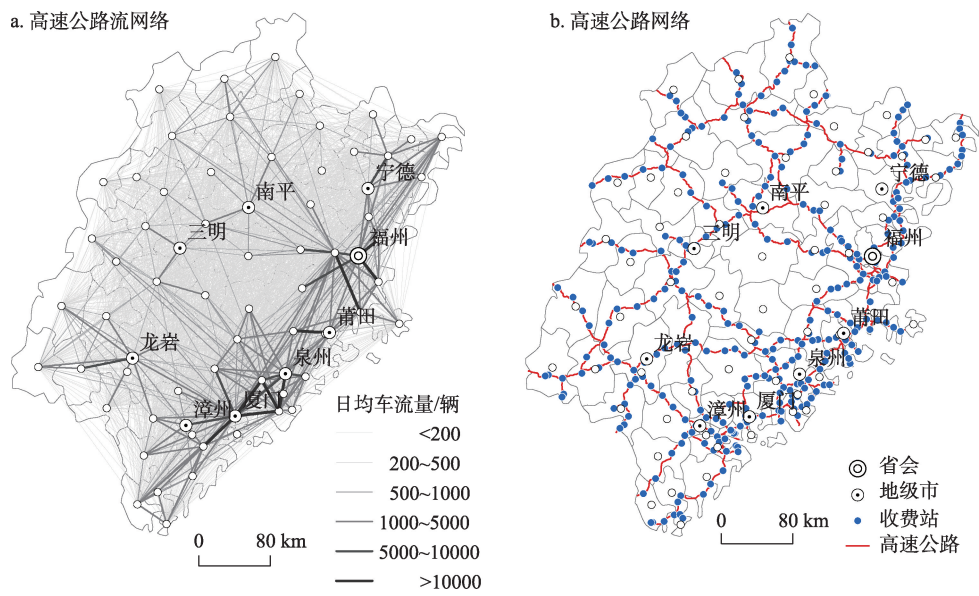 a. 高速公路流网络
宁德
南平
三明
福州
莆田
龙岩
泉州
漳州
厦门
日均车流量/辆
<200
200~500
500~1000
1000~5000
5000~10000
>10000
0 80 km
b. 高速公路网络
宁德
南平
三明
福州
莆田
龙岩
泉州
漳州
厦门
省会
地级市
收费站
高速公路
0 80 km